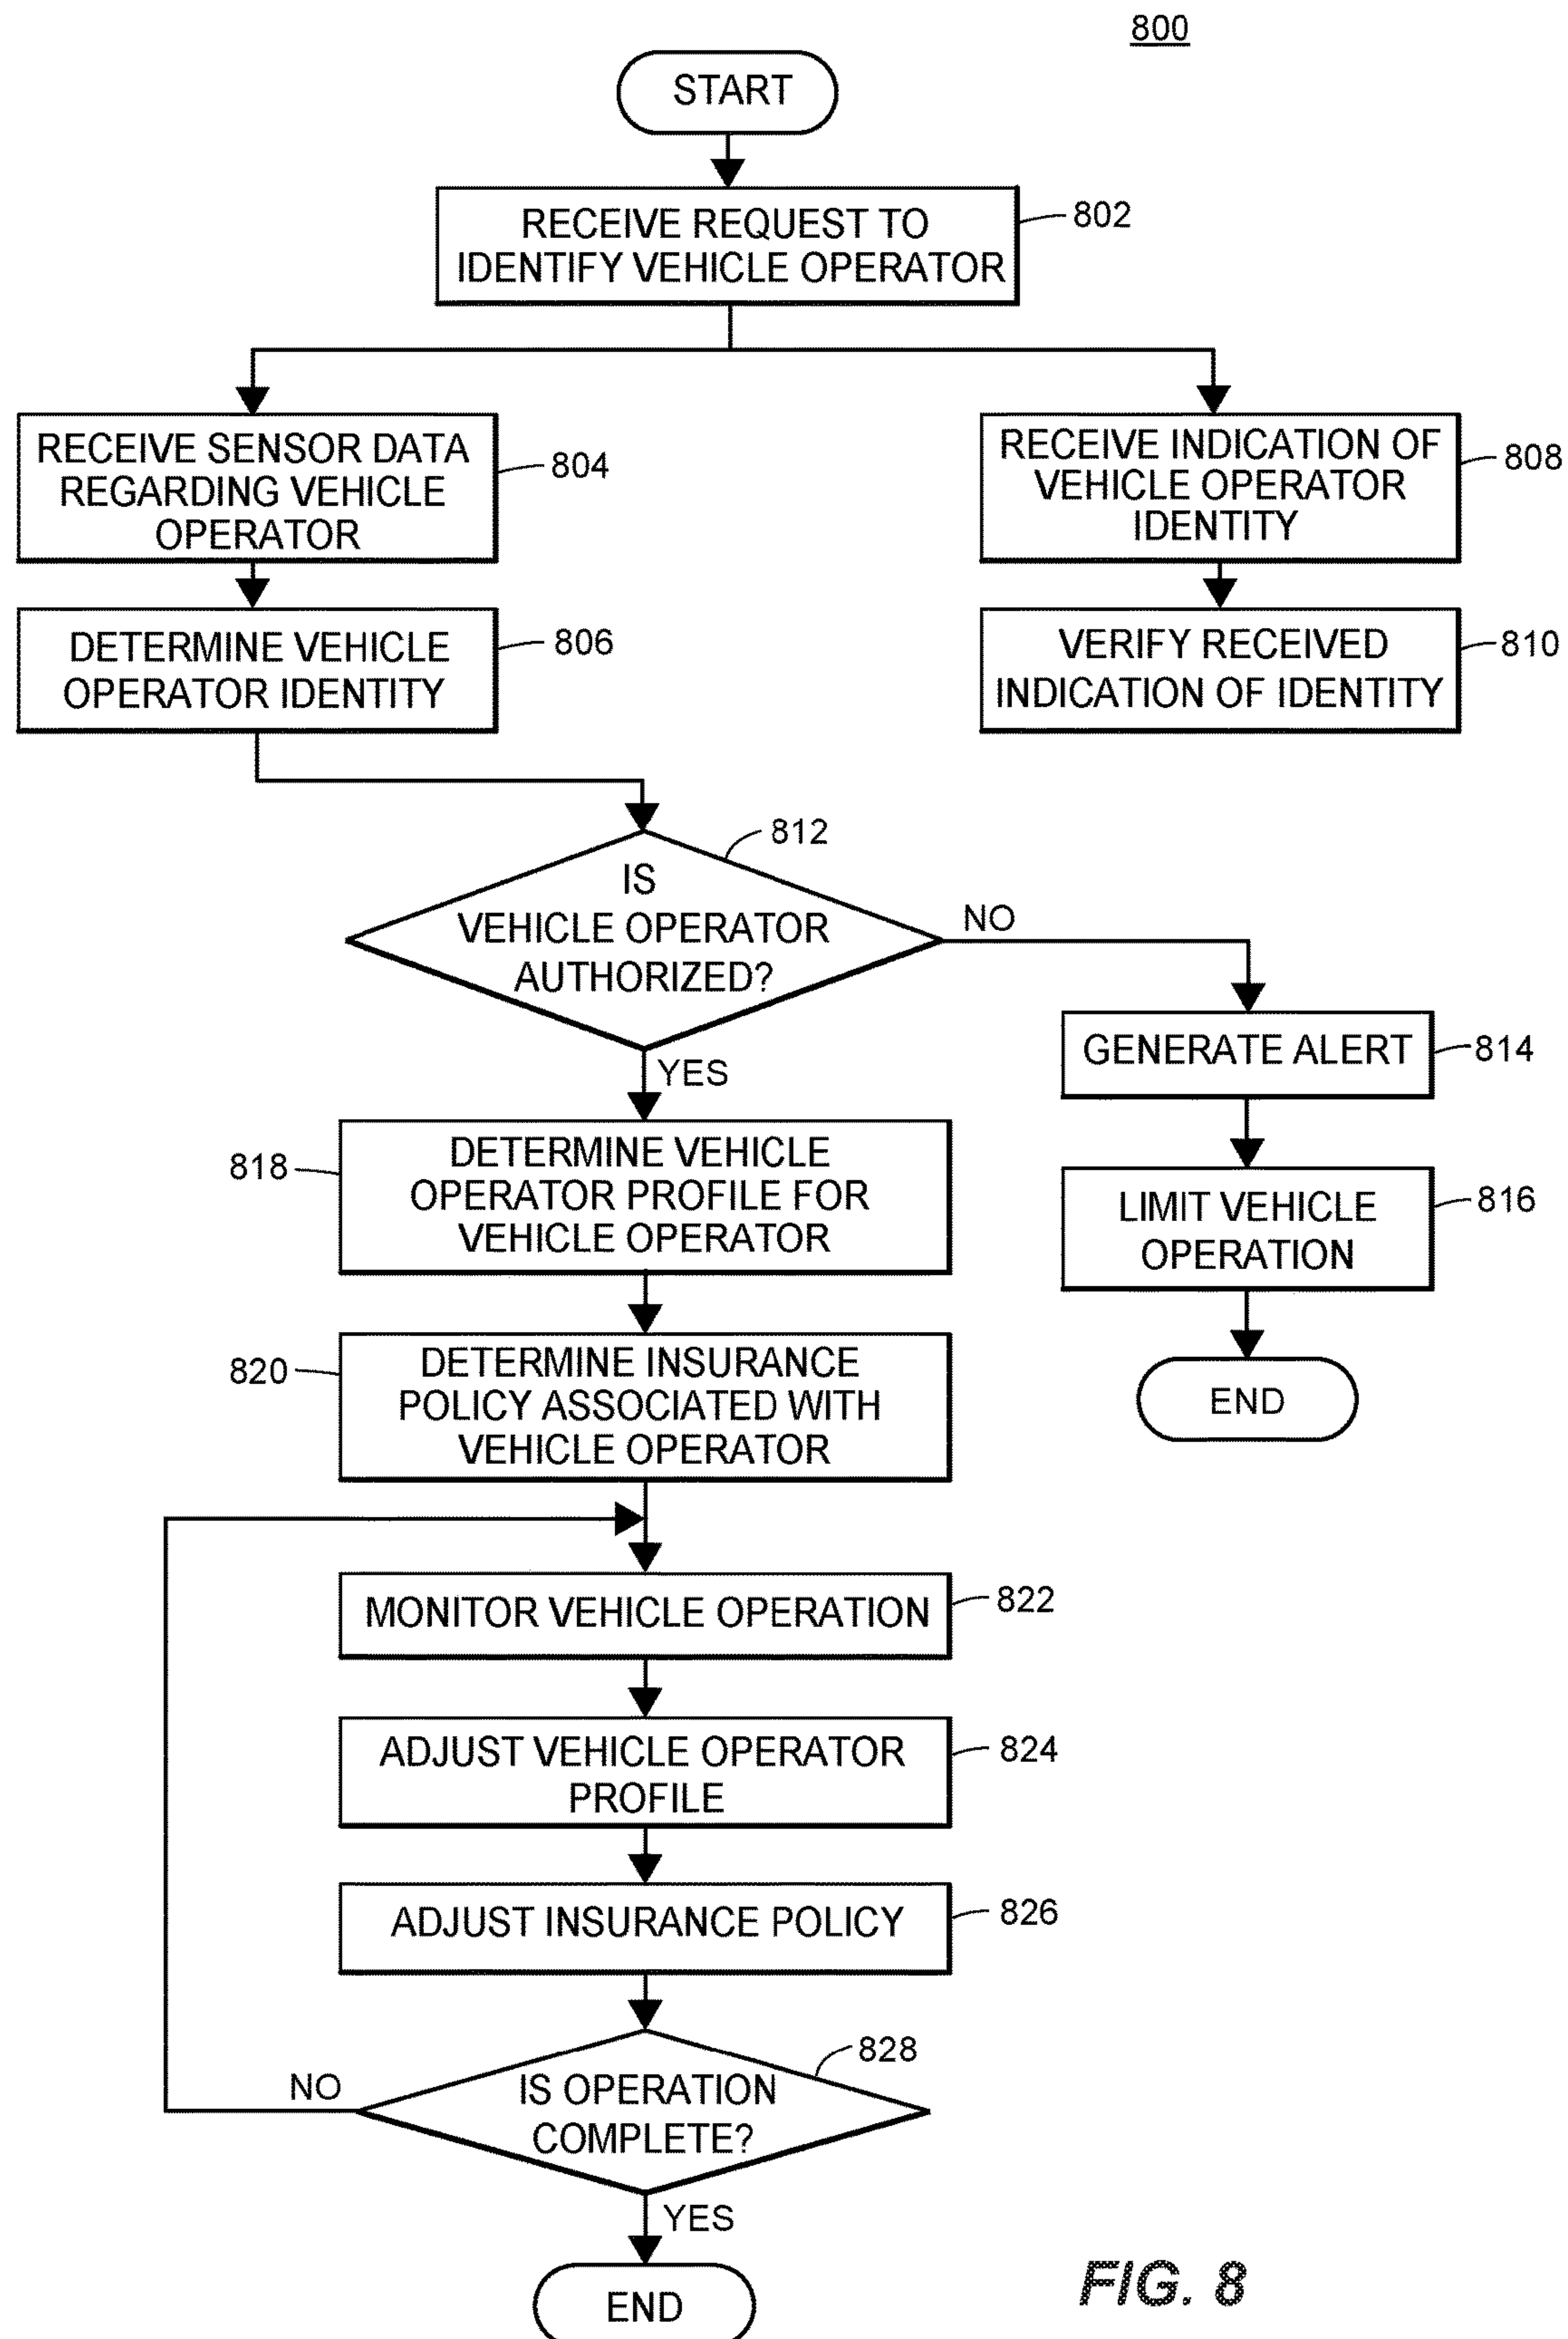 800
START
RECEIVE REQUEST TO
IDENTIFY VEHICLE OPERATOR
802
RECEIVE SENSOR DATA
REGARDING VEHICLE
OPERATOR
804
RECEIVE INDICATION OF
VEHICLE OPERATOR
IDENTITY
808
DETERMINE VEHICLE
OPERATOR IDENTITY
806
VERIFY RECEIVED
INDICATION OF IDENTITY
810
812
IS
VEHICLE OPERATOR
AUTHORIZED?
NO
YES
GENERATE ALERT
814
LIMIT VEHICLE
OPERATION
816
END
818
DETERMINE VEHICLE
OPERATOR PROFILE FOR
VEHICLE OPERATOR
820
DETERMINE INSURANCE
POLICY ASSOCIATED WITH
VEHICLE OPERATOR
MONITOR VEHICLE OPERATION
822
ADJUST VEHICLE OPERATOR
PROFILE
824
ADJUST INSURANCE POLICY
826
828
IS OPERATION
COMPLETE?
NO
YES
END
FIG. 8